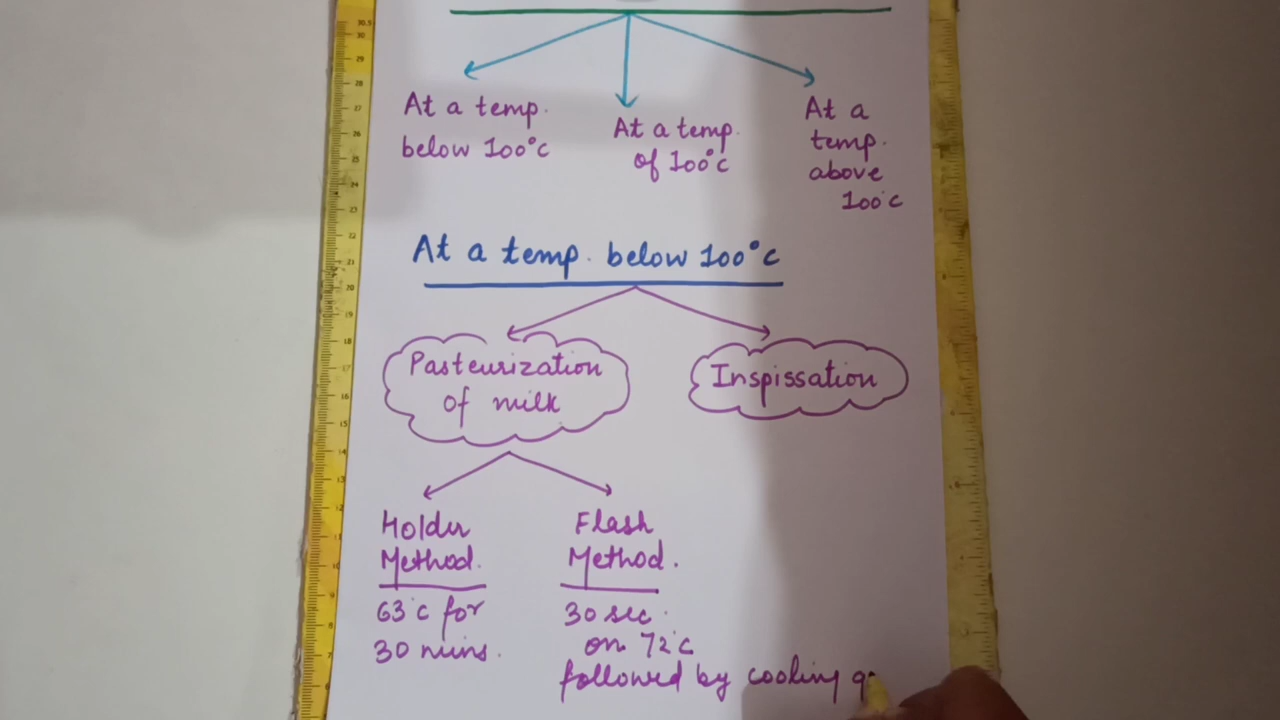 At a temp.
below 100°C
At a temp.
of 100°C
At a
temp.
above
100°C
At a temp. below 100°C
Pasteurization
of milk
Inspissation
Holder
Method.
63°C for
30 mins.
Flash
Method.
30 sec.
on 72°C
followed by cooling